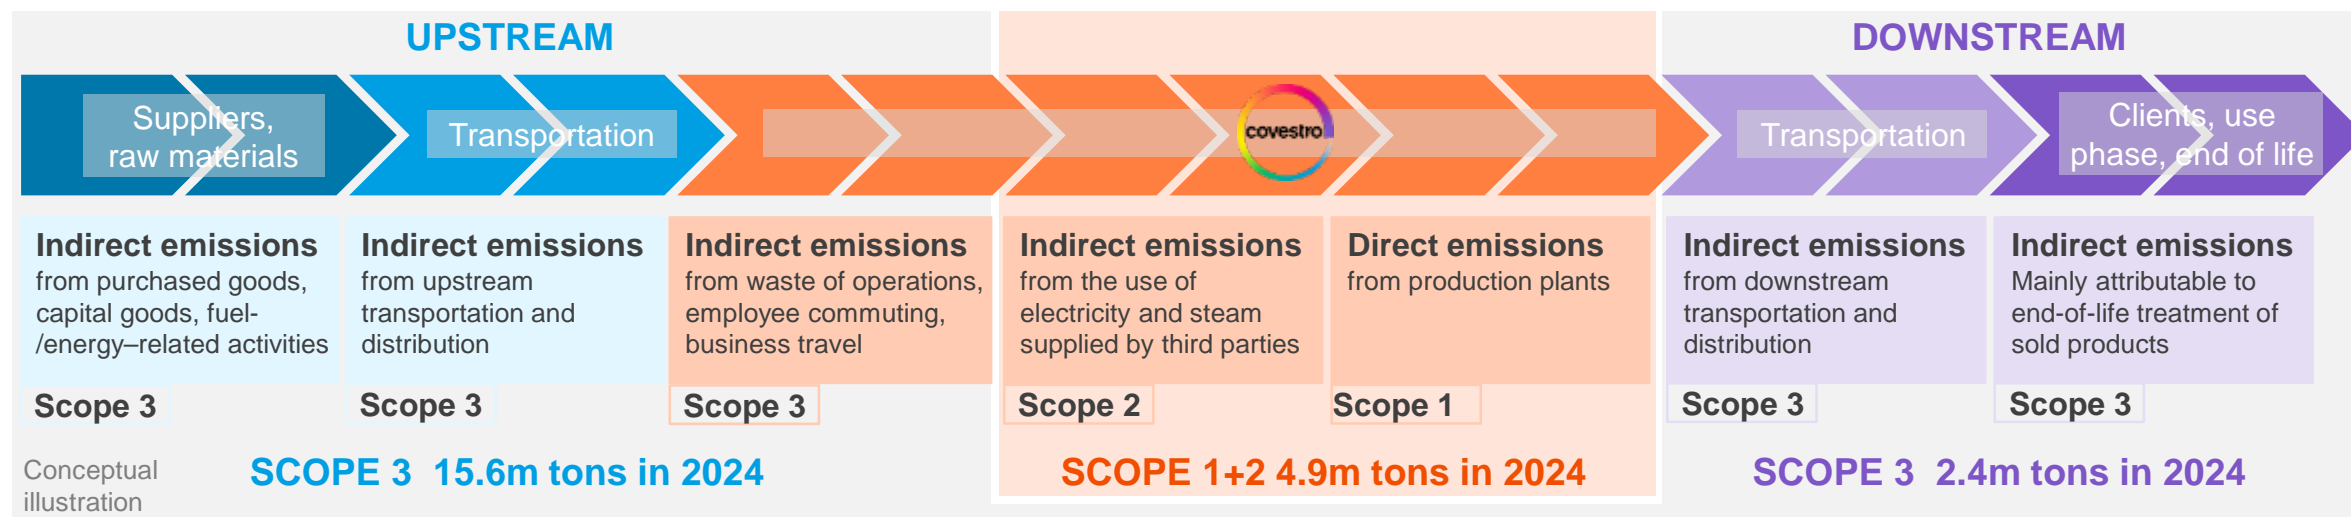 UPSTREAM
DOWNSTREAM
Suppliers,
raw materials
Transportation
covestro
Transportation
Clients, use
phase, end of life
Indirect emissions
from purchased goods,
capital goods, fuel-
/energy–related activities
Scope 3
Indirect emissions
from upstream
transportation and
distribution
Scope 3
Indirect emissions
from waste of operations,
employee commuting,
business travel
Scope 3
Indirect emissions
from the use of
electricity and steam
supplied by third parties
Scope 2
Direct emissions
from production plants
Scope 1
Indirect emissions
from downstream
transportation and
distribution
Scope 3
Indirect emissions
Mainly attributable to
end-of-life treatment of
sold products
Scope 3
Conceptual
illustration
SCOPE 3 15.6m tons in 2024
SCOPE 1+2 4.9m tons in 2024
SCOPE 3 2.4m tons in 2024